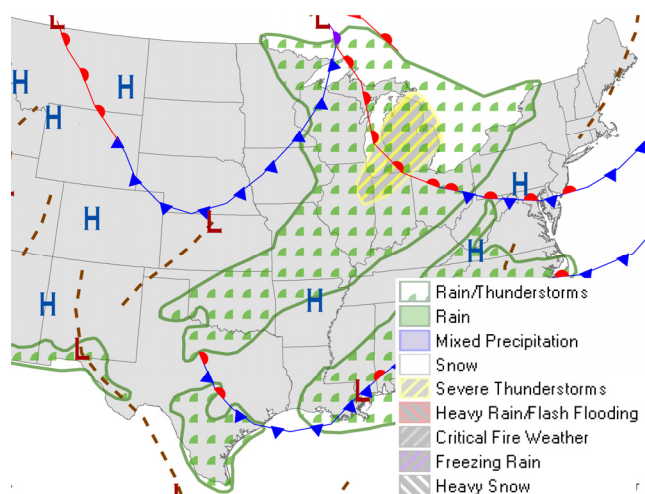 L L
H H
H
H
L
H
H
H
H
L
L
Rain/Thunderstorms
Rain
Mixed Precipitation
Snow
Severe Thunderstorms
Heavy Rain/Flash Flooding
Critical Fire Weather
Freezing Rain
Heavy Snow